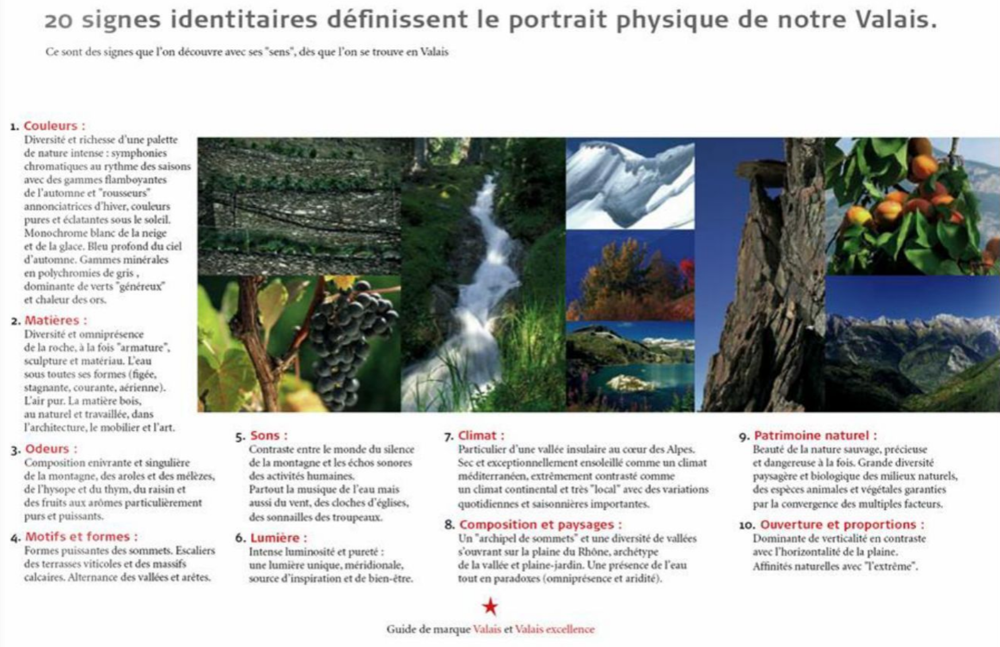 20 signes identitaires définissent le portrait physique de notre Valais.
Ce sont des signes que l'on découvre avec ses "sens", dès que l'on se trouve en Valais
1. Couleurs :
Diversité et richesse d'une palette
de nature intense : symphonies
chromatiques au rythme des saisons
avec des gammes flamboyantes
de l'automne et "rousseurs"
annonciatrices d'hiver, couleurs
pures et éclatantes sous le soleil.
Monochrome blanc de la neige
et de la glace. Bleu profond du ciel
d'automne. Gammes minérales
en polychromies de gris ,
dominante de verts "généreux"
et chaleur des ors.
2. Matières :
Diversité et omniprésence
de la roche, à la fois "armature",
sculpture et matériau. L'eau
sous toutes ses formes (figée,
stagnante, courante, aérienne).
L'air pur. La matière bois,
au naturel et travaillée, dans
l'architecture, le mobilier et l'art.
3. Odeurs :
Composition enivrante et singulière
de la montagne, des aroles et des mélèzes,
de l'hysope et du thym, du raisin et
des fruits aux arômes particulièrement
purs et puissants.
4. Motifs et formes :
Formes puissantes des sommets. Escaliers
des terrasses viticoles et des massifs
calcaires. Alternance des vallées et arêtes.
5. Sons :
Contraste entre le monde du silence
de la montagne et les échos sonores
des activités humaines.
Partout la musique de l'eau mais
aussi du vent, des cloches d'églises,
des sonnailles des troupeaux.
6. Lumière :
Intense luminosité et pureté :
une lumière unique, méridionale,
source d'inspiration et de bien-être.
7. Climat :
Particulier d'une vallée insulaire au cœur des Alpes.
Sec et exceptionnellement ensoleillé comme un climat
méditerranéen, extrêmement contrasté comme
un climat continental et très "local" avec des variations
quotidiennes et saisonnières importantes.
8. Composition et paysages :
Un "archipel de sommets" et une diversité de vallées
s'ouvrant sur la plaine du Rhône, archétype
de la vallée et plaine-jardin. Une présence de l'eau
tout en paradoxes (omniprésence et aridité).
9. Patrimoine naturel :
Beauté de la nature sauvage, précieuse
et dangereuse à la fois. Grande diversité
paysagère et biologique des milieux naturels,
des espèces animales et végétales garanties
par la convergence des multiples facteurs.
10. Ouverture et proportions :
Dominante de verticalité en contraste
avec l'horizontalité de la plaine.
Affinités naturelles avec "l'extrême".
Guide de marque Valais et Valais excellence